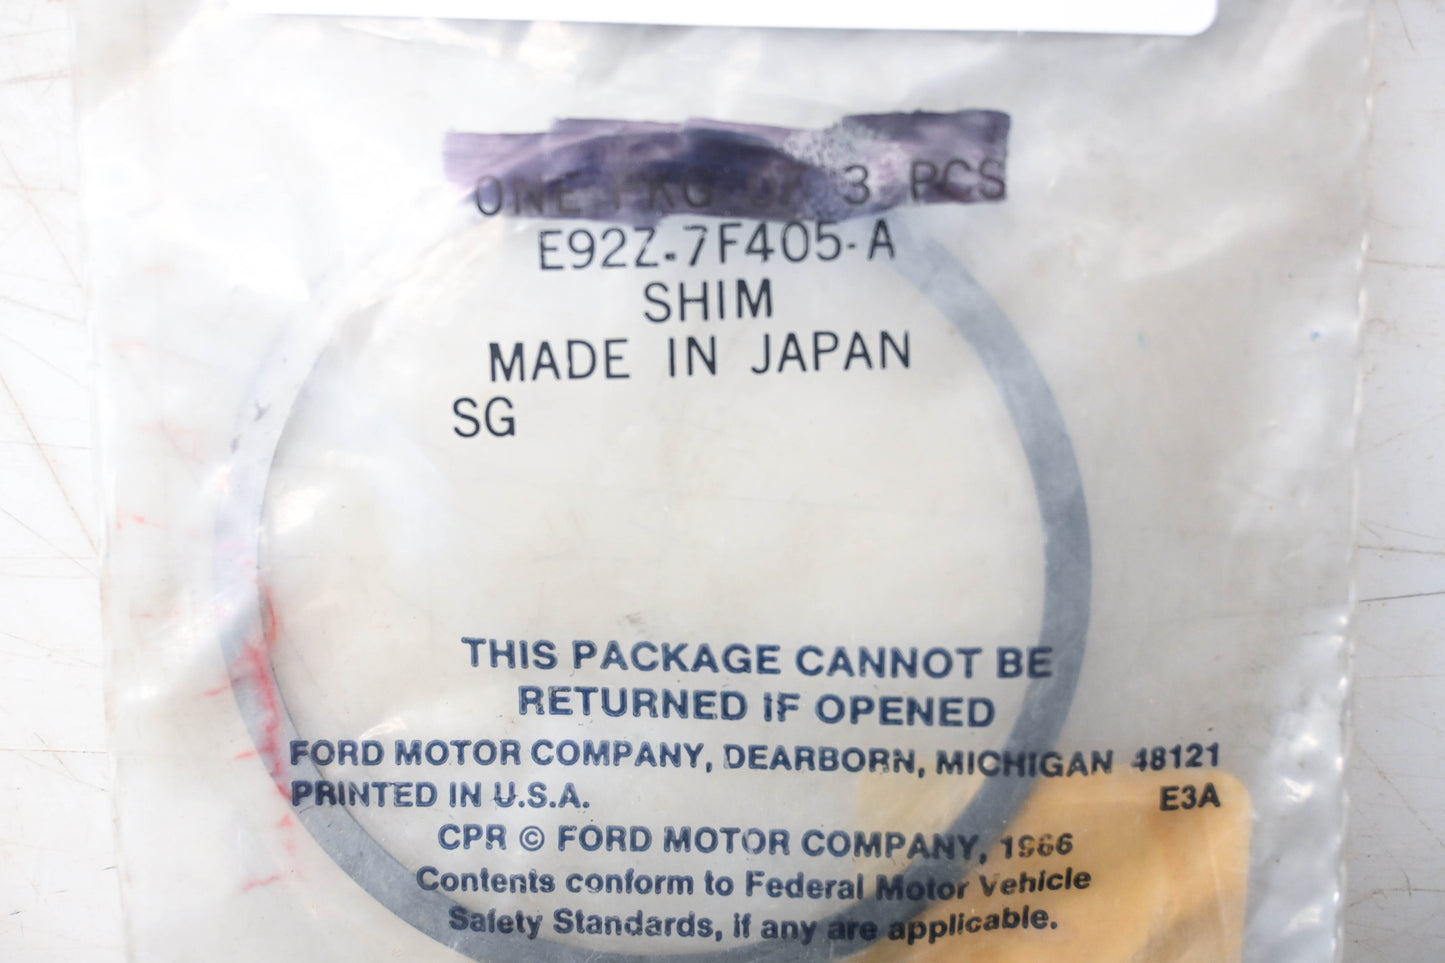 ONE PKG OF 3 PCS
E92Z-7F405-A
SHIM
MADE IN JAPAN
SG
THIS PACKAGE CANNOT BE
RETURNED IF OPENED
FORD MOTOR COMPANY, DEARBORN, MICHIGAN 48121
PRINTED IN U.S.A. E3A
CPR © FORD MOTOR COMPANY, 1966
Contents conform to Federal Motor Vehicle
Safety Standards, if any are applicable.